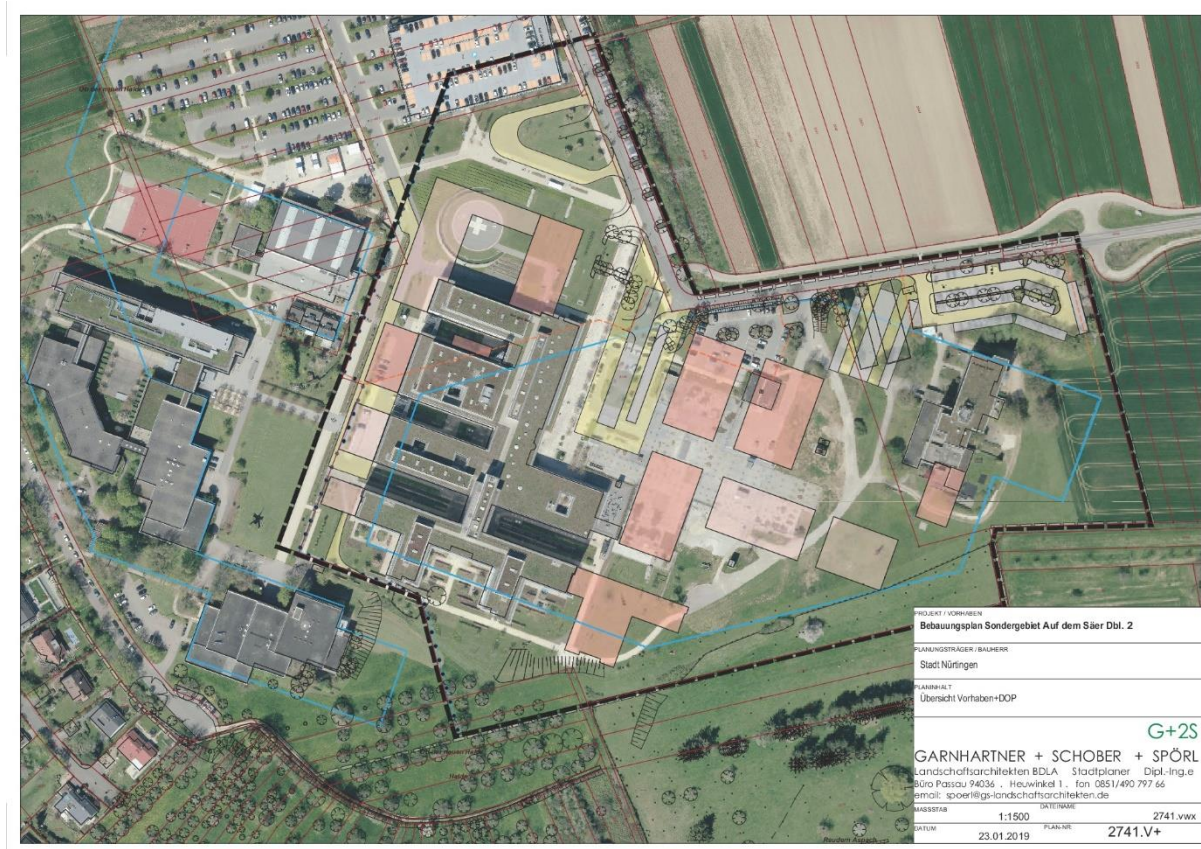 PROJEKT / VORHABEN
Bebauungsplan Sondergebiet Auf dem Säer Dbl. 2
PLANUNGSTRÄGER / BAUHERR
Stadt Nürtingen
PLANINHALT
Übersicht Vorhaben+DOP
G+2S
GARNHARTNER + SCHOBER + SPÖRL
Landschaftsarchitekten BDLA Stadtplaner Dipl.-Ing.e
Büro Passau 94036 , Heuwinkel 1 , fon 0851/490 797 66
email: spoerl@gs-landschaftsarchitekten.de
MASSSTAB
1:1500
DATEINAME
2741.vwx
DATUM
23.01.2019
PLAN-NR.
2741.V+